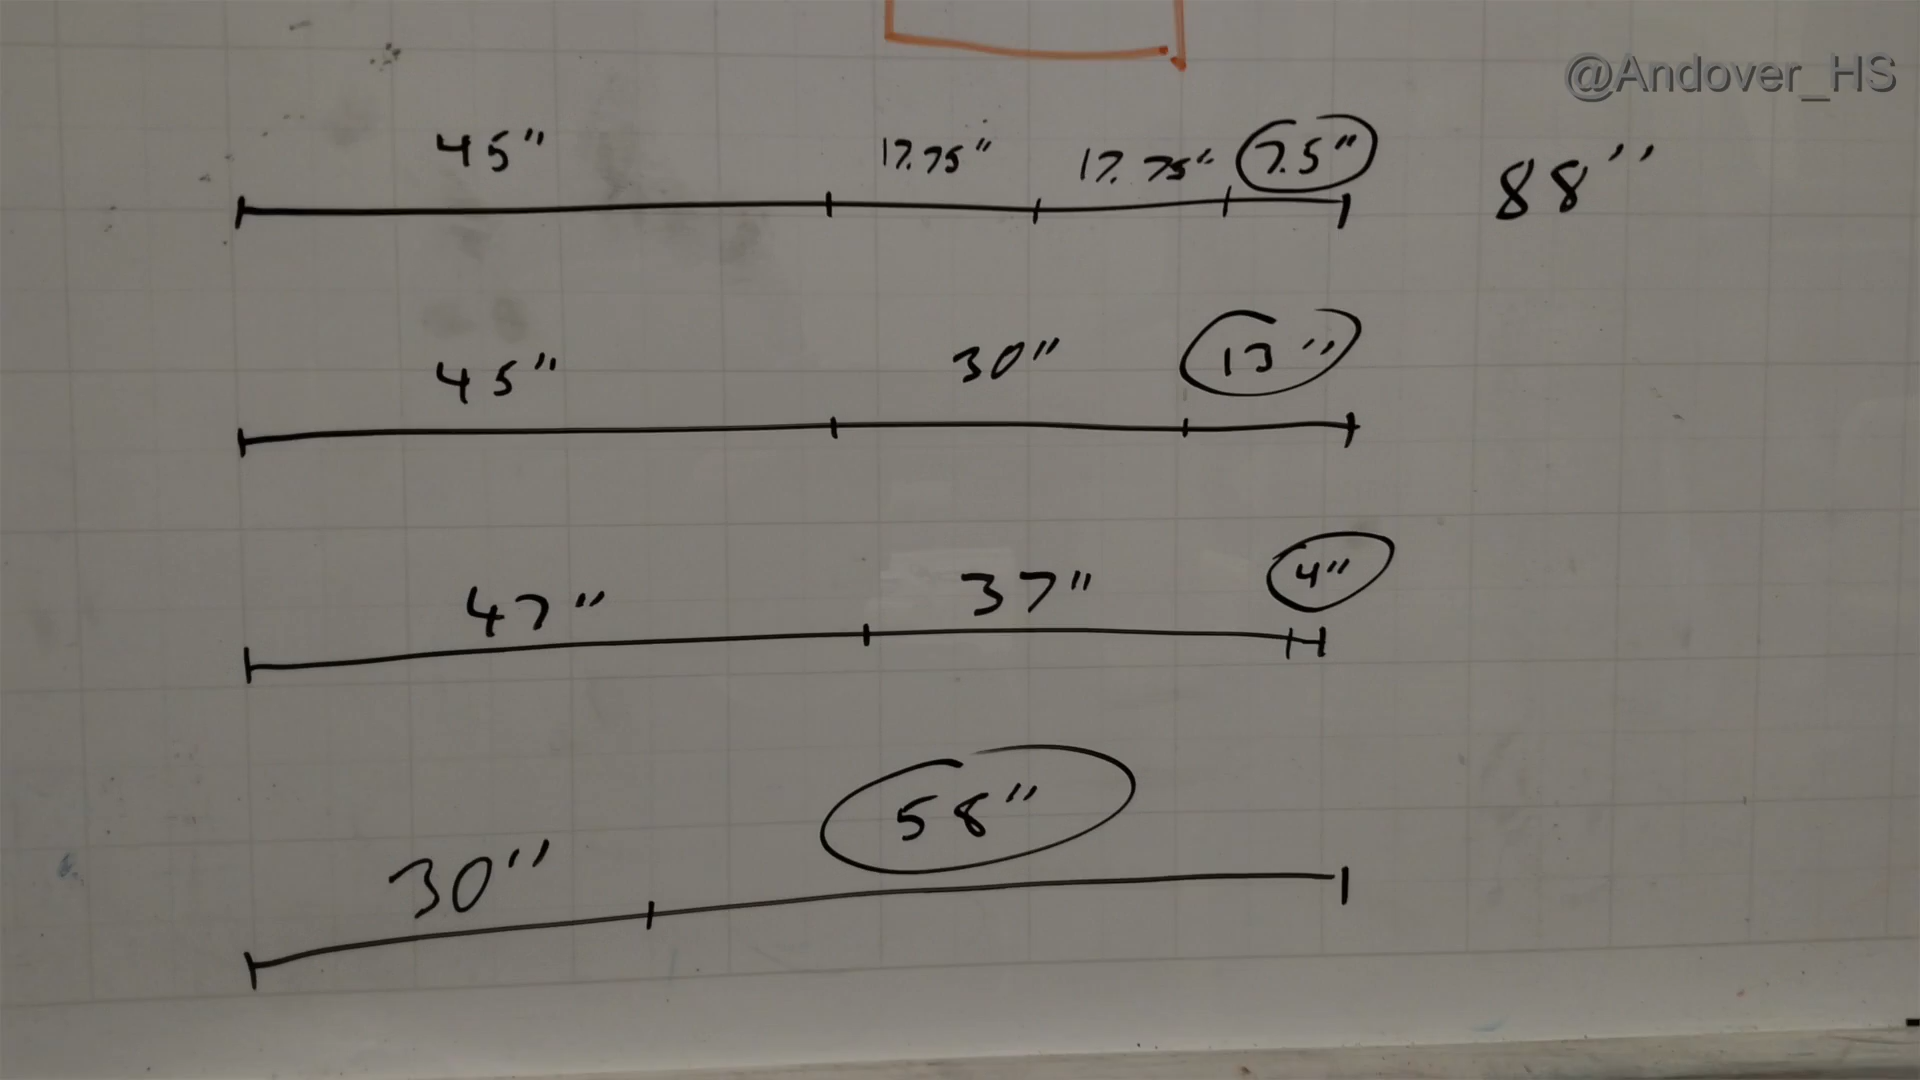 @Andover_HS
45" 17.75" 17.75" 7.5" 88"
45" 30" 13"
47" 37" 4"
30" 58"